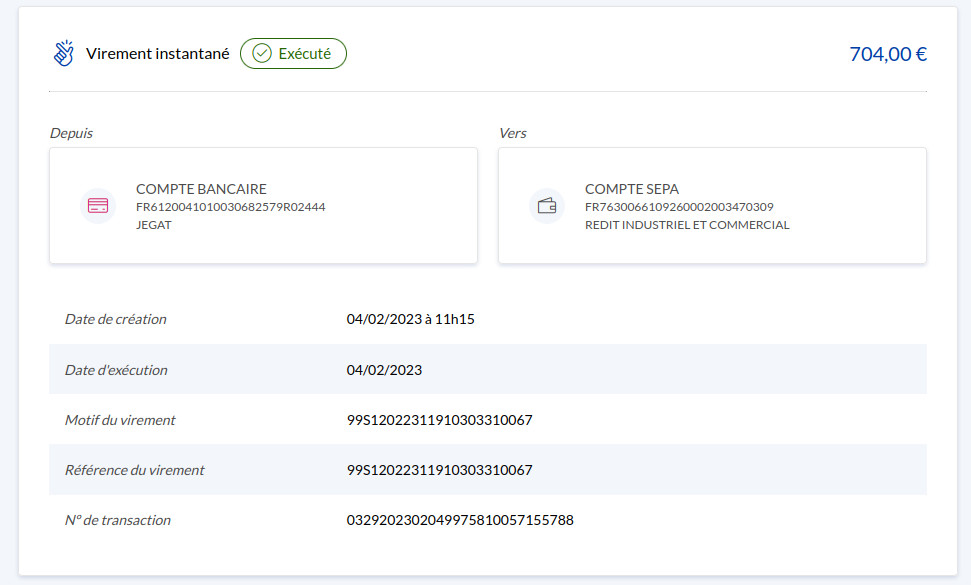 Virement instantané
Exécuté
704,00 €
Depuis
Vers
COMPTE BANCAIRE
FR6120041010030682579R02444
JEGAT
COMPTE SEPA
FR7630066109260002003470309
REDIT INDUSTRIEL ET COMMERCIAL
Date de création 04/02/2023 à 11h15
Date d'exécution 04/02/2023
Motif du virement 99S12022311910303310067
Référence du virement 99S12022311910303310067
N° de transaction 0329202302049975810057155788